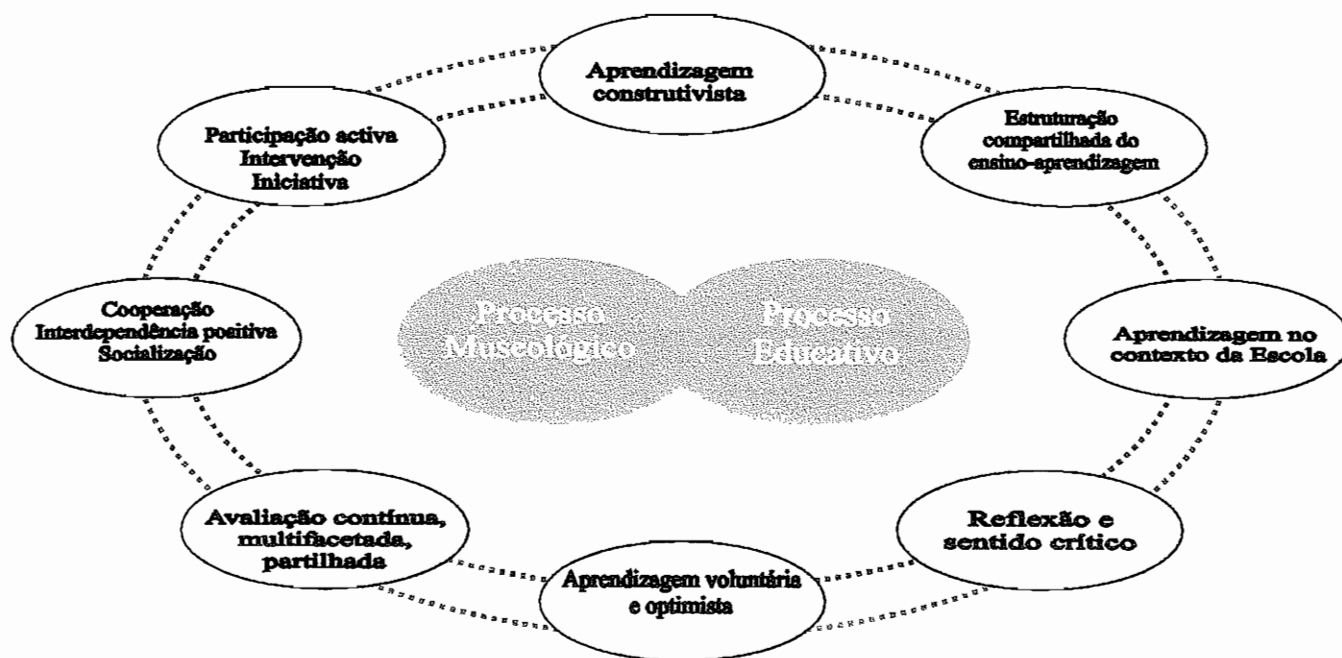 Aprendizagem
construtivista
Estruturação
compartilhada do
ensino-aprendizagem
Participação activa
Intervenção
Iniciativa
Cooperação
Interdependência positiva
Socialização
Processo
Museológico
Processo
Educativo
Aprendizagem no
contexto da Escola
Avaliação contínua,
multifacetada,
partilhada
Aprendizagem voluntária
e optimista
Reflexão e
sentido crítico